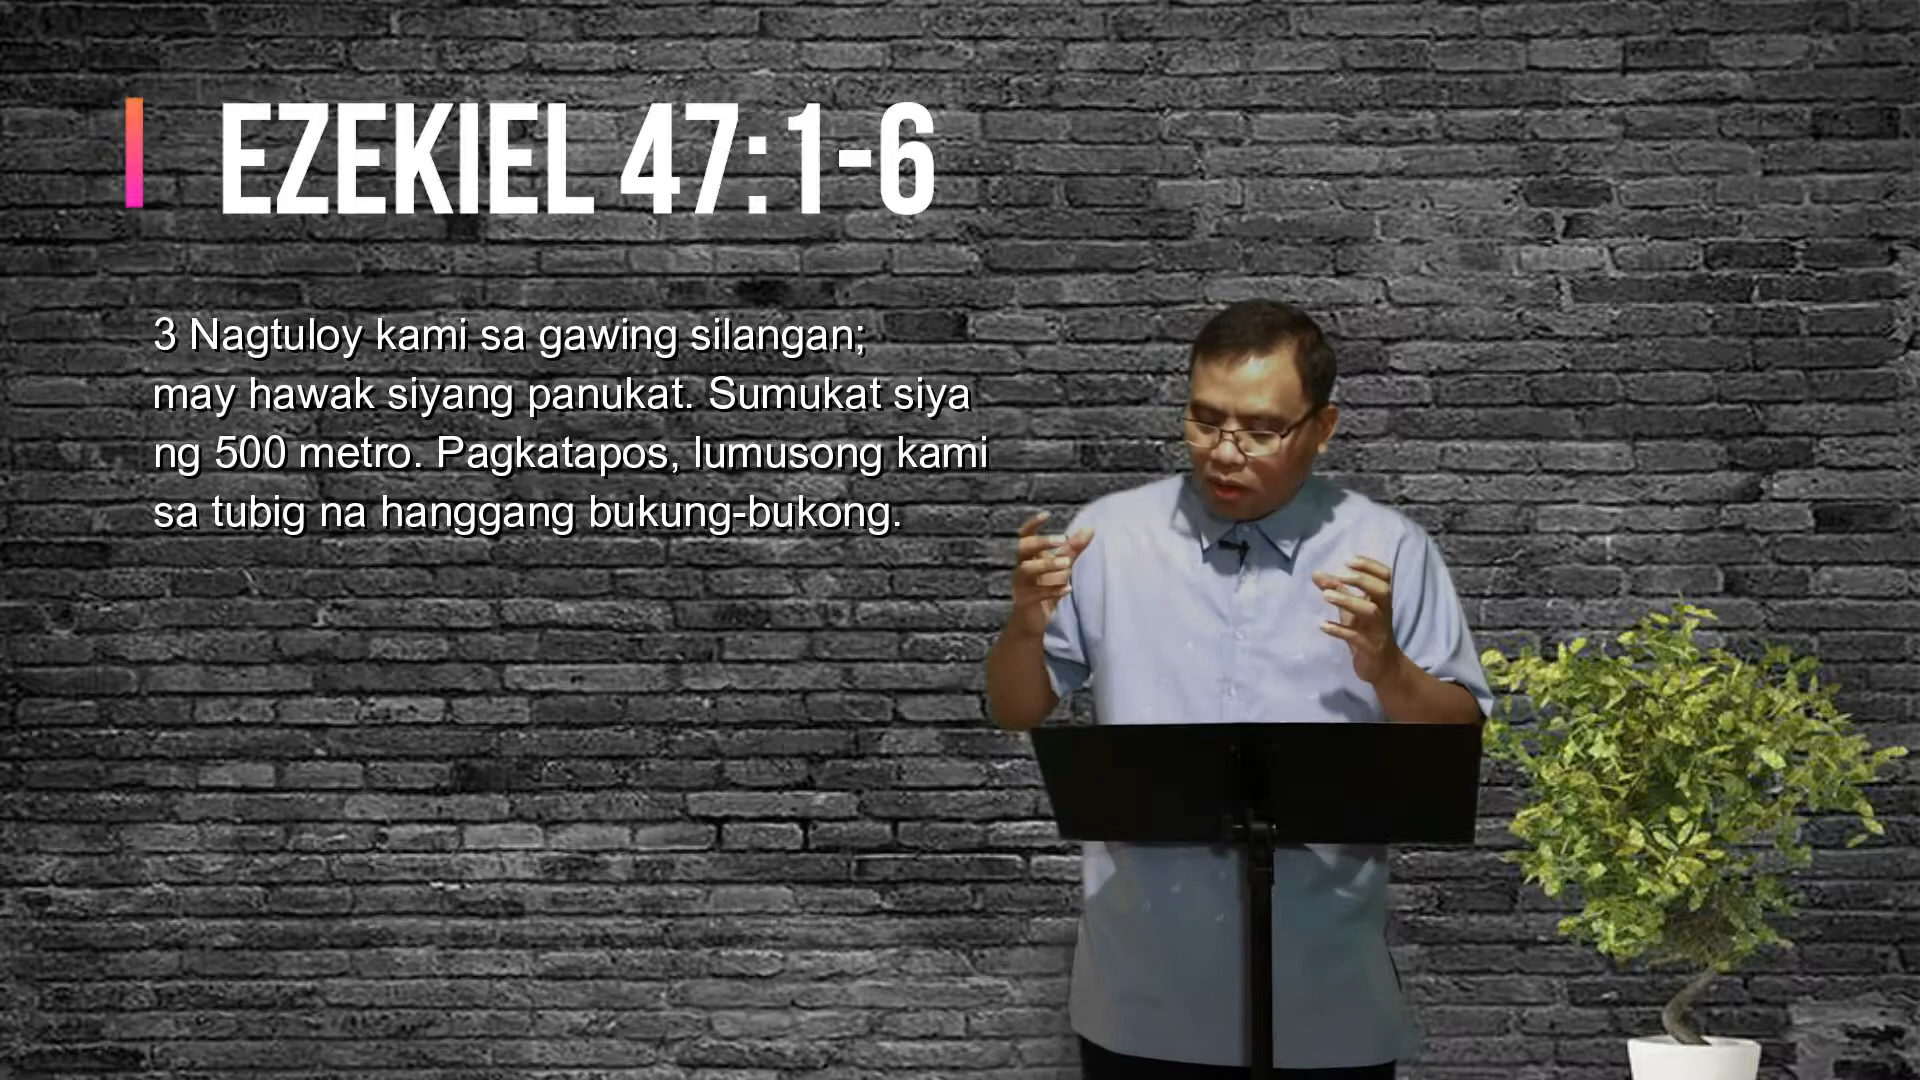 EZEKIEL 47:1-6
3 Nagtuloy kami sa gawing silangan;
may hawak siyang panukat. Sumukat siya
ng 500 metro. Pagkatapos, lumusong kami
sa tubig na hanggang bukung-bukong.